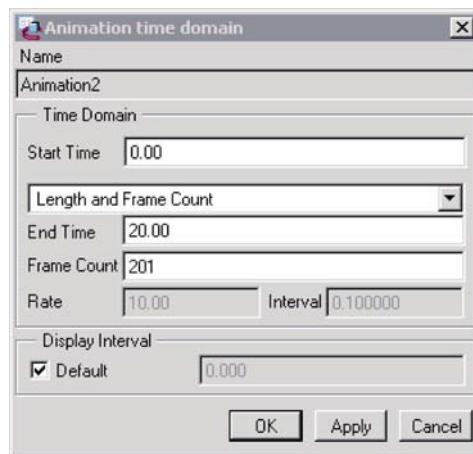 Animation time domain
Name
Animation2
Time Domain
Start Time 0.00
Length and Frame Count
End Time 20.00
Frame Count 201
Rate 10.00 Interval 0.100000
Display Interval
Default 0.000
OK Apply Cancel